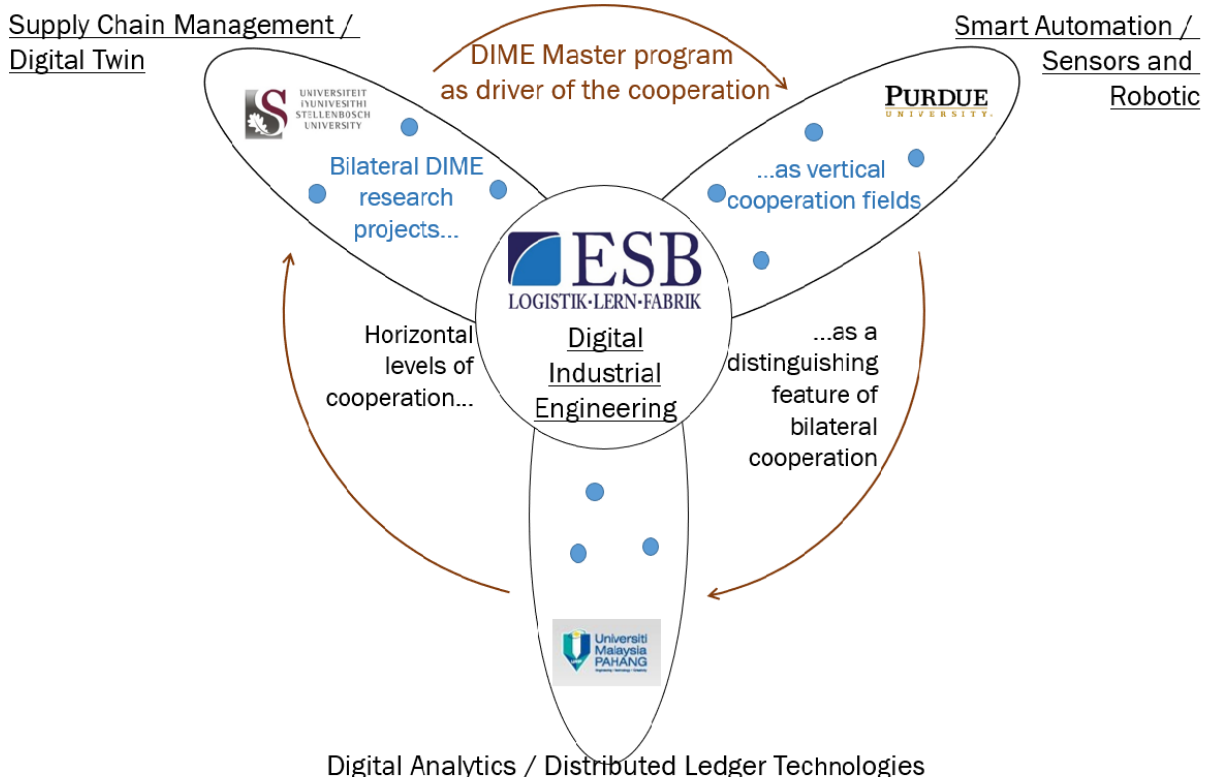 Supply Chain Management /
Digital Twin
DIME Master program
as driver of the cooperation
Smart Automation /
Sensors and
Robotic
UNIVERSITEIT
IYUNIVESITHI
STELLENBOSCH
UNIVERSITY
PURDUE
UNIVERSITY.
Bilateral DIME
research
projects...
...as vertical
cooperation fields
ESB
LOGISTIK·LERN·FABRIK
Digital
Industrial
Engineering
Horizontal
levels of
cooperation...
...as a
distinguishing
feature of
bilateral
cooperation
Universiti
Malaysia
PAHANG
Digital Analytics / Distributed Ledger Technologies